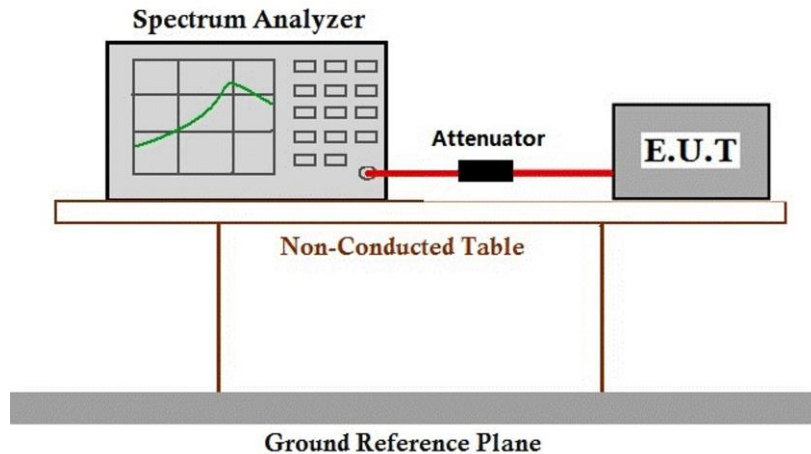 Spectrum Analyzer
Attenuator
E.U.T
Non-Conducted Table
Ground Reference Plane